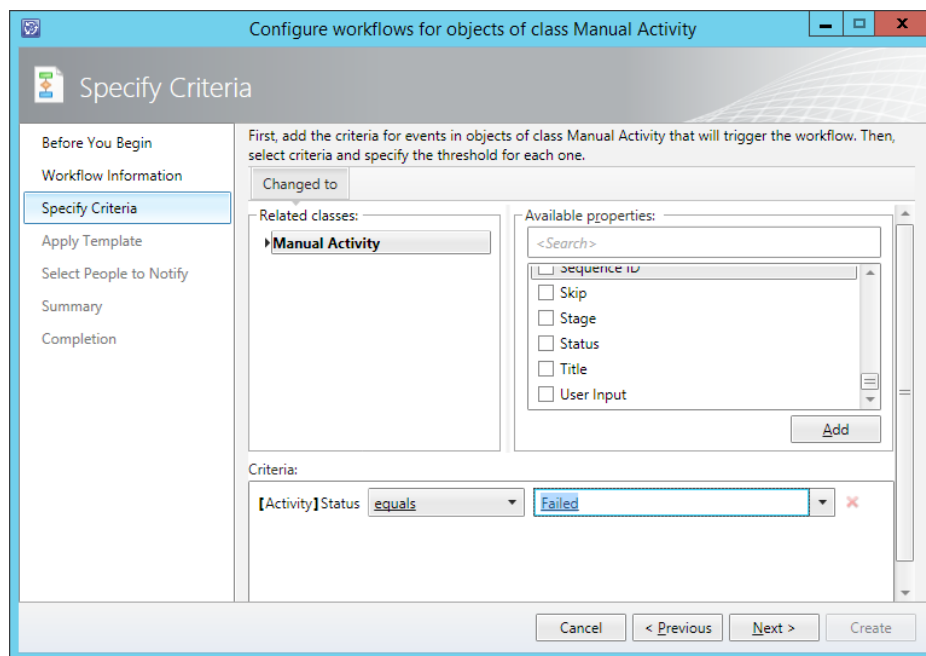 Configure workflows for objects of class Manual Activity
Specify Criteria
Before You Begin
Workflow Information
Specify Criteria
Apply Template
Select People to Notify
Summary
Completion
First, add the criteria for events in objects of class Manual Activity that will trigger the workflow. Then,
select criteria and specify the threshold for each one.
Changed to
Related classes:
Manual Activity
Available properties:
<Search>
Sequence ID
Skip
Stage
Status
Title
User Input
Add
Criteria:
[Activity]Status equals Failed
Cancel < Previous Next > Create